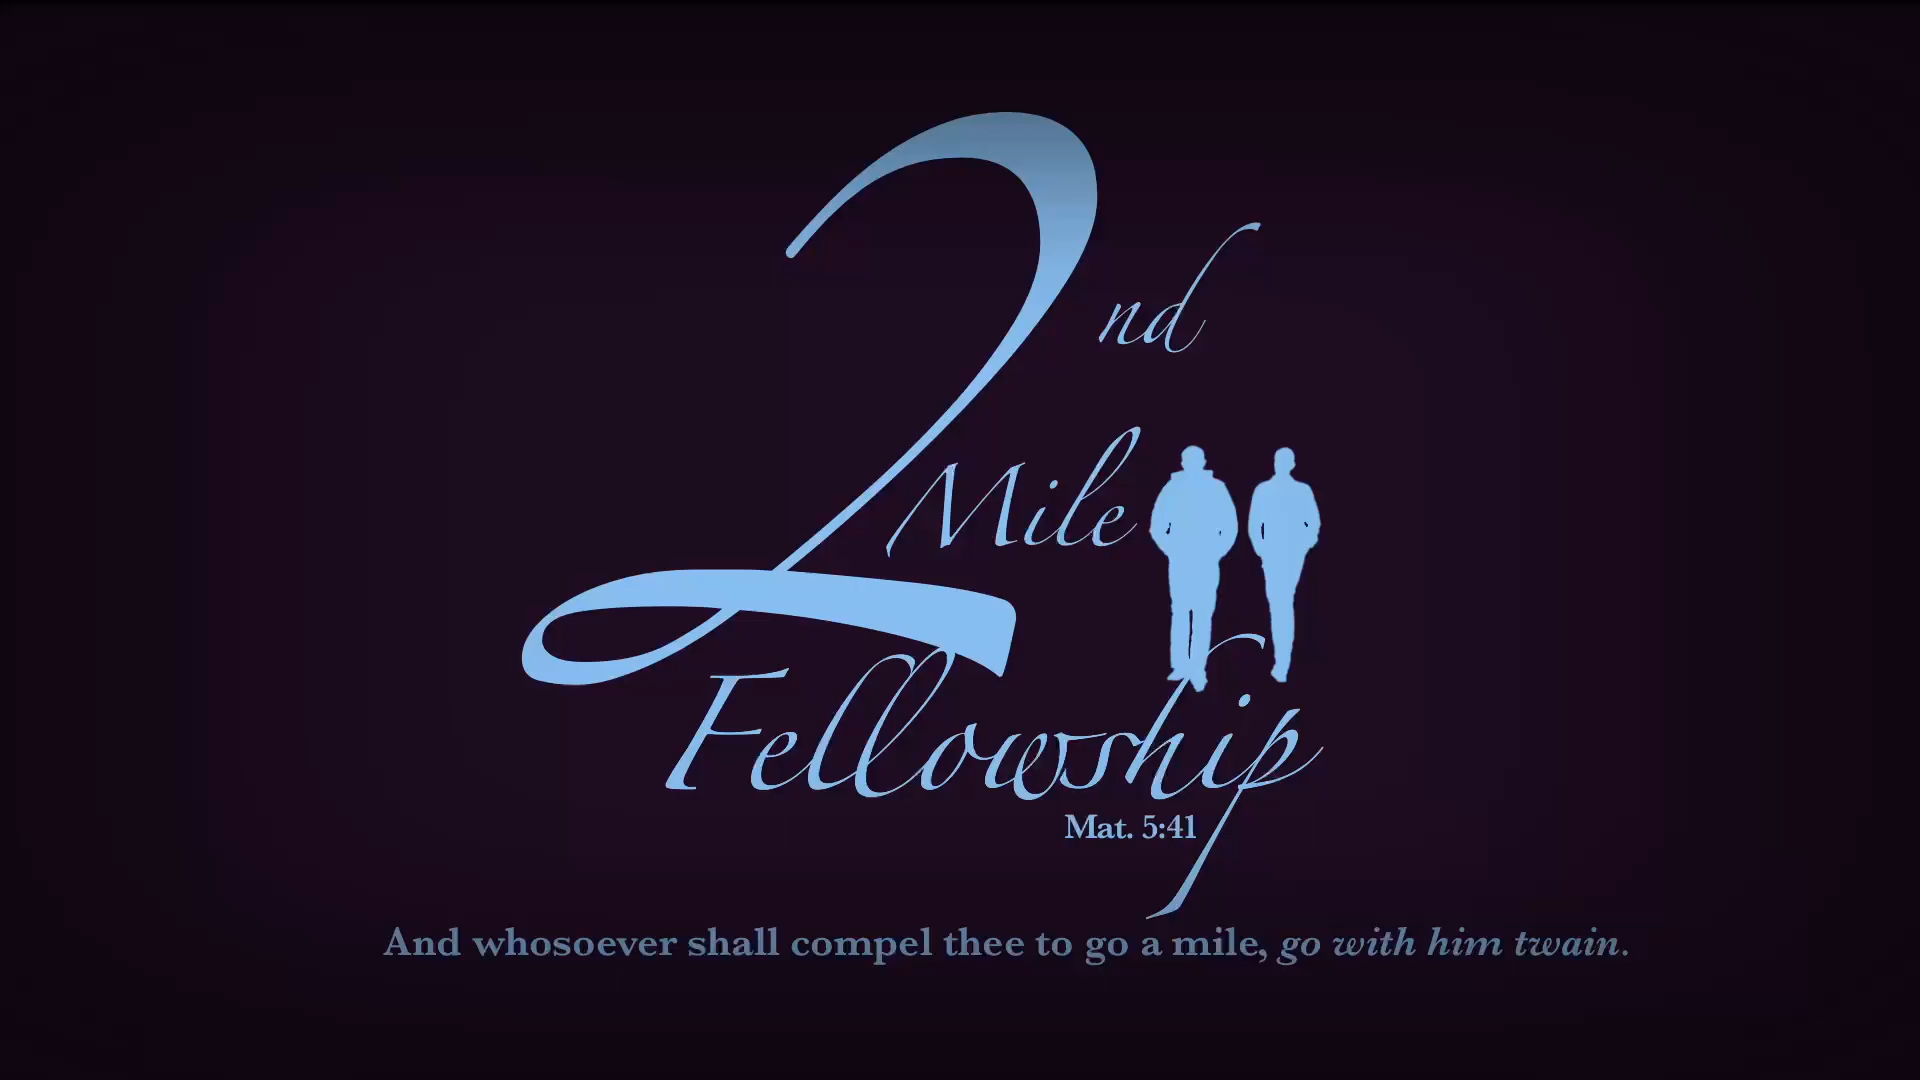 2nd
Mile
Fellowship
Mat. 5:41
And whosoever shall compel thee to go a mile, go with him twain.